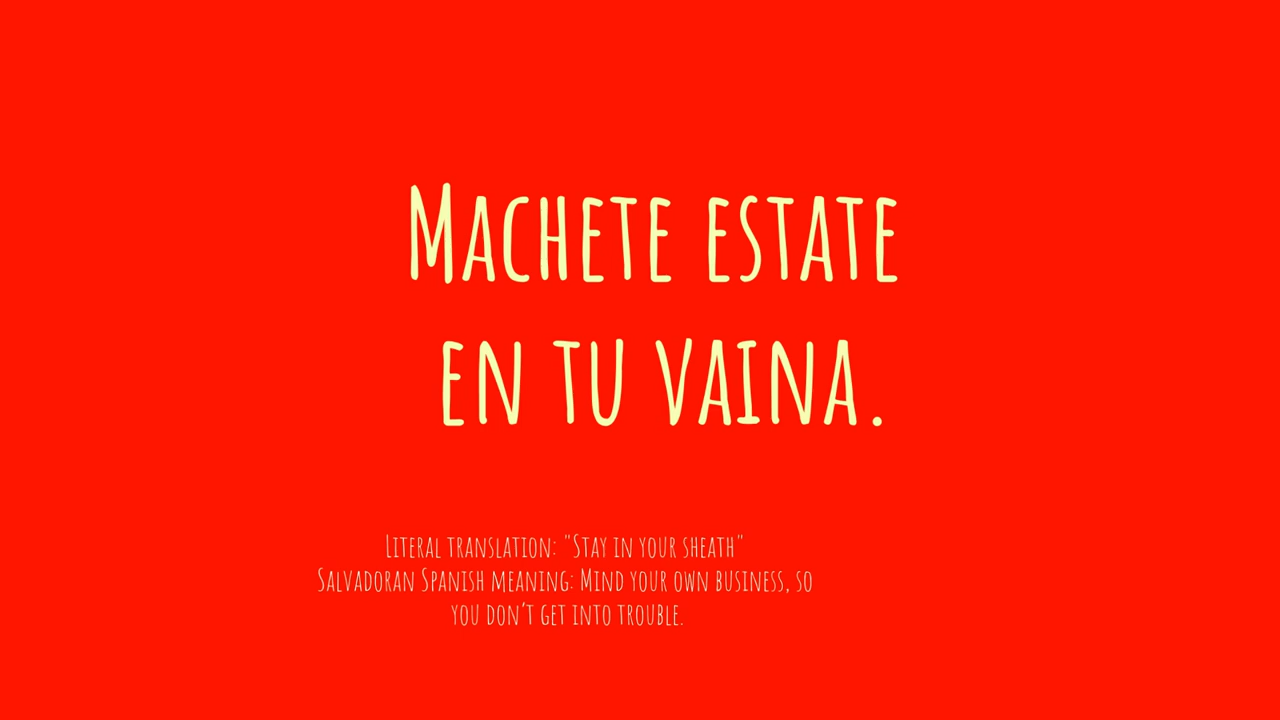 Machete estate
en tu vaina.
Literal translation: "Stay in your sheath"
Salvadoran Spanish meaning: Mind your own business, so
you don't get into trouble.